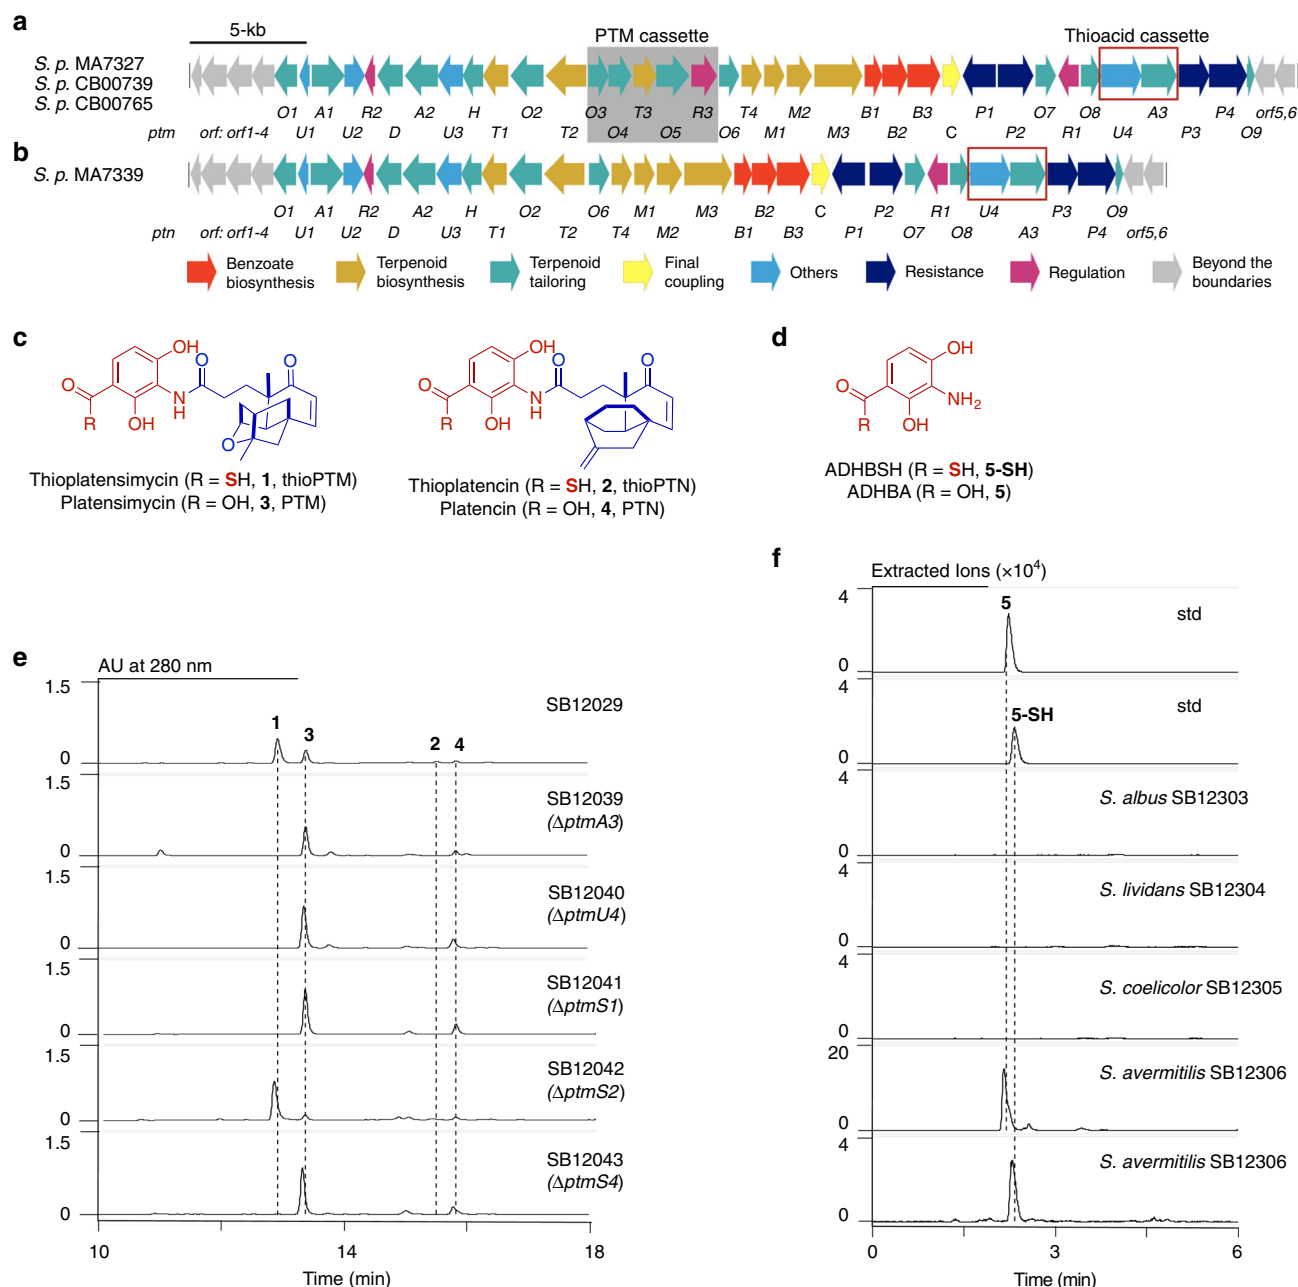 a
5-kb
PTM cassette
Thioacid cassette
S. p. MA7327
S. p. CB00739
S. p. CB00765
O1 A1 R2 A2 H O2 O3 T3 R3 T4 M2 B1 B3 P1 O7 O8 A3 P4 orf5,6
ptm orf: orf1-4 U1 U2 D U3 T1 T2 O4 O5 O6 M1 M3 B2 C P2 R1 U4 P3 O9
b
S. p. MA7339
O1 A1 R2 A2 H O2 O6 M1 M3 B2 C P2 R1 U4 P3 O9
ptn orf: orf1-4 U1 U2 D U3 T1 T2 T4 M2 B1 B3 P1 O7 O8 A3 P4 orf5,6
Benzoate biosynthesis
Terpenoid biosynthesis
Terpenoid tailoring
Final coupling
Others
Resistance
Regulation
Beyond the boundaries
c
OH O O
O N H
R OH
O
Thioplatensimycin (R = SH, 1, thioPTM)
Platensimycin (R = OH, 3, PTM)
OH O O
O N H
R OH
Thioplatencin (R = SH, 2, thioPTN)
Platencin (R = OH, 4, PTN)
d
OH
O
NH2
R OH
ADHBSH (R = SH, 5-SH)
ADHBA (R = OH, 5)
e
AU at 280 nm
1.5
SB12029
1 3 2 4
0
1.5
SB12039
(ΔptmA3)
0
1.5
SB12040
(ΔptmU4)
0
1.5
SB12041
(ΔptmS1)
0
1.5
SB12042
(ΔptmS2)
0
1.5
SB12043
(ΔptmS4)
0
10 14 18
Time (min)
f
Extracted Ions (×10⁴)
4
5
std
0
4
5-SH
std
0
4
S. albus SB12303
0
4
S. lividans SB12304
0
4
S. coelicolor SB12305
0
20
S. avermitilis SB12306
0
4
S. avermitilis SB12306
0
0 3 6
Time (min)